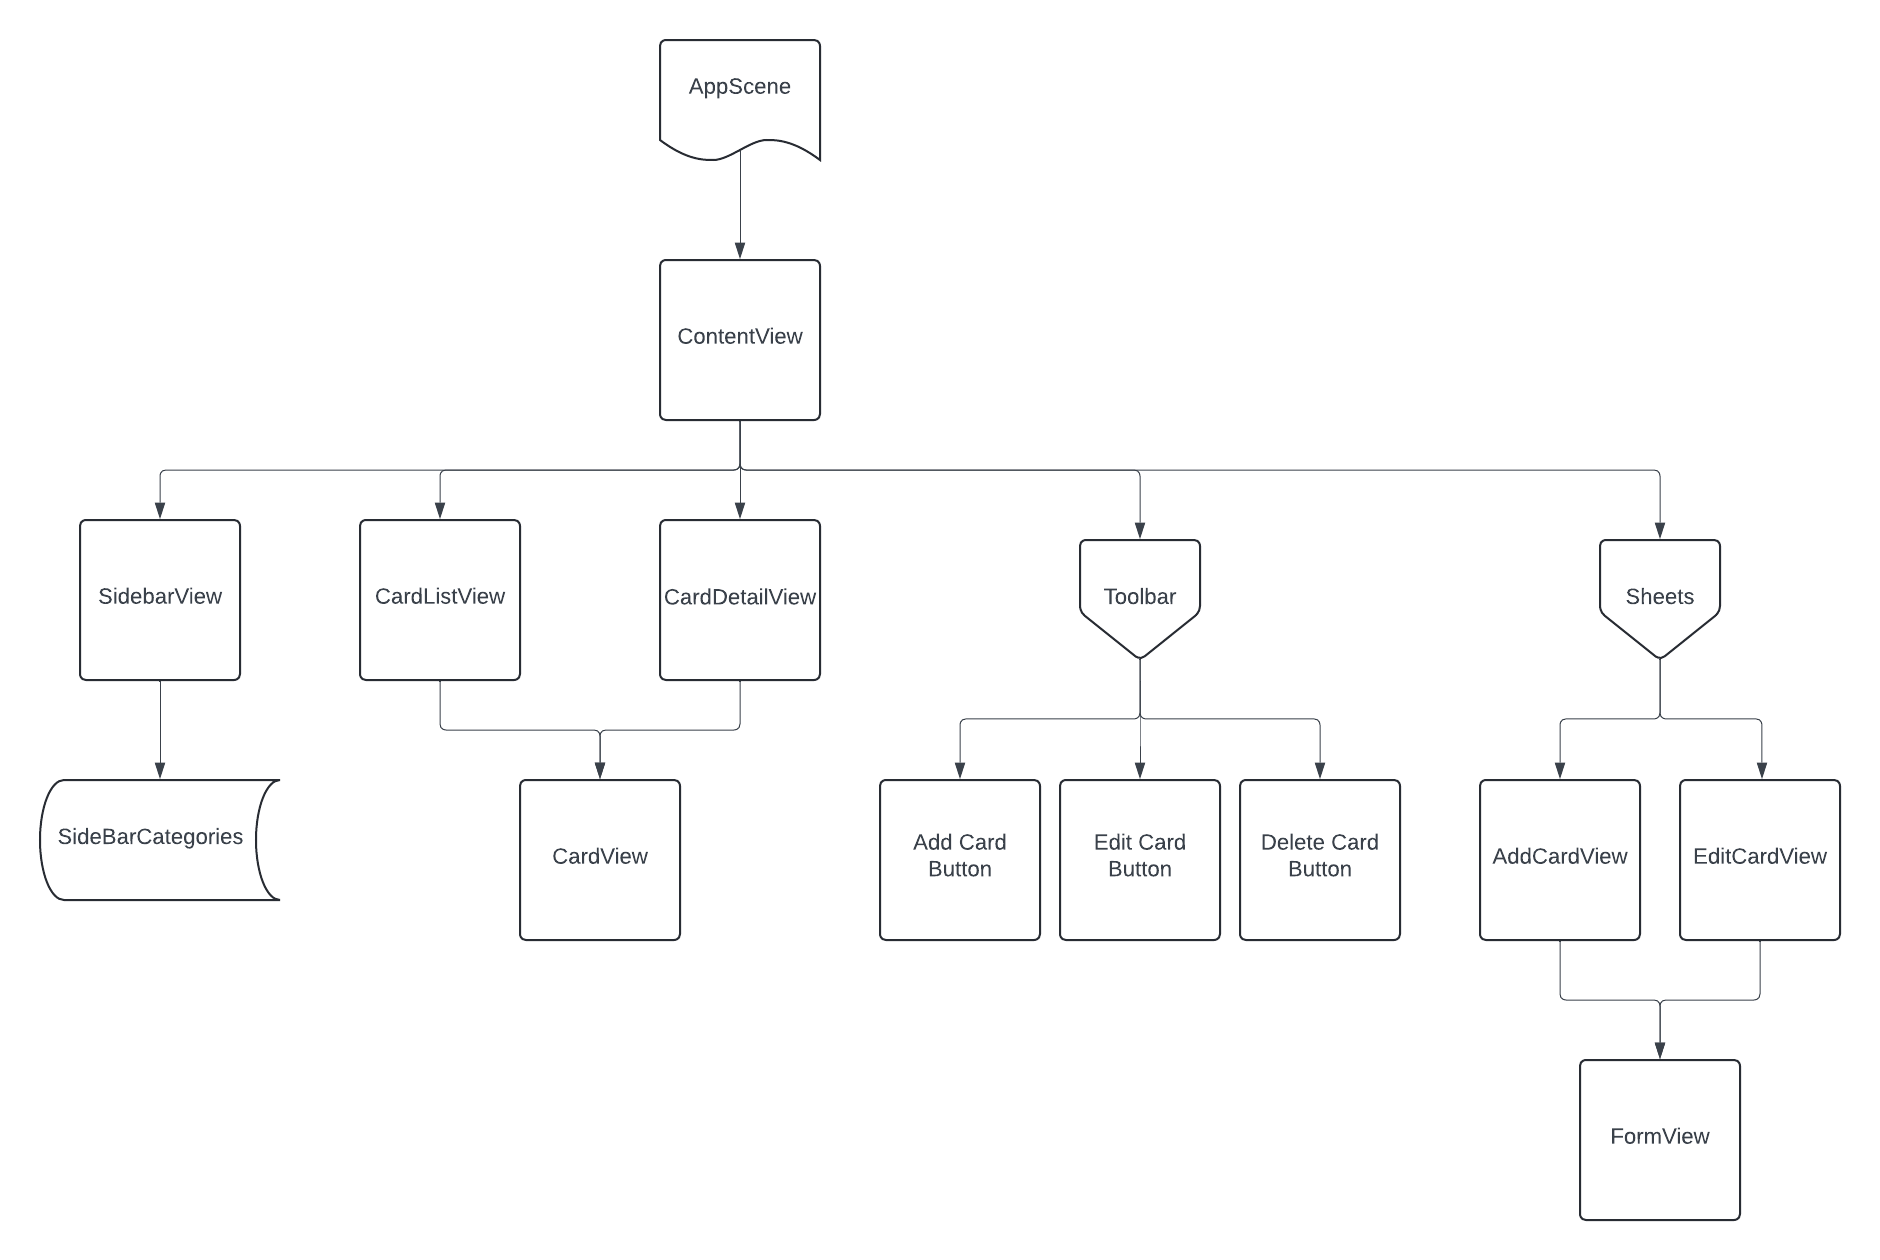 AppScene
ContentView
SidebarView
CardListView
CardDetailView
Toolbar
Sheets
SideBarCategories
CardView
Add Card
Button
Edit Card
Button
Delete Card
Button
AddCardView
EditCardView
FormView